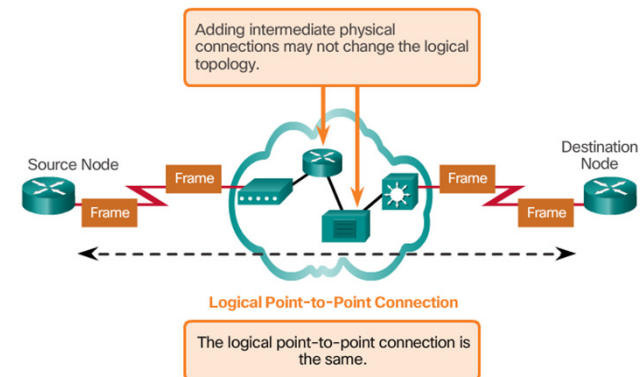 Adding intermediate physical
connections may not change the logical
topology.
Source Node
Destination
Node
Frame
Frame
Frame
Frame
Logical Point-to-Point Connection
The logical point-to-point connection is
the same.